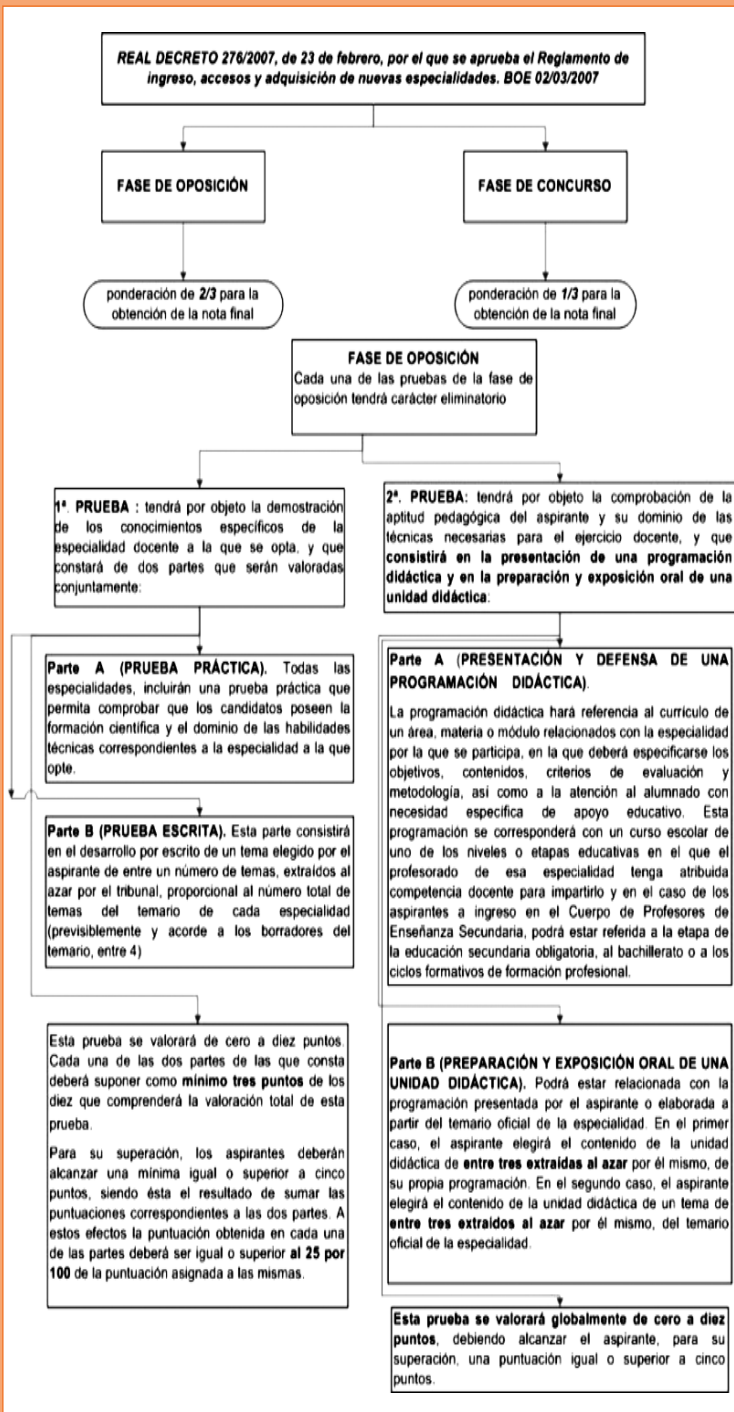 REAL DECRETO 276/2007, de 23 de febrero, por el que se aprueba el Reglamento de
ingreso, accesos y adquisición de nuevas especialidades. BOE 02/03/2007
FASE DE OPOSICIÓN
FASE DE CONCURSO
ponderación de 2/3 para la
obtención de la nota final
ponderación de 1/3 para la
obtención de la nota final
FASE DE OPOSICIÓN
Cada una de las pruebas de la fase de
oposición tendrá carácter eliminatorio
1ª. PRUEBA : tendrá por objeto la demostración
de los conocimientos específicos de la
especialidad docente a la que se opta, y que
constará de dos partes que serán valoradas
conjuntamente:
2ª. PRUEBA: tendrá por objeto la comprobación de la
aptitud pedagógica del aspirante y su dominio de las
técnicas necesarias para el ejercicio docente, y que
consistirá en la presentación de una programación
didáctica y en la preparación y exposición oral de una
unidad didáctica:
Parte A (PRUEBA PRÁCTICA). Todas las
especialidades, incluirán una prueba práctica que
permita comprobar que los candidatos poseen la
formación científica y el dominio de las habilidades
técnicas correspondientes a la especialidad a la que
opte.
Parte B (PRUEBA ESCRITA). Esta parte consistirá
en el desarrollo por escrito de un tema elegido por el
aspirante de entre un número de temas, extraídos al
azar por el tribunal, proporcional al número total de
temas del temario de cada especialidad
(previsiblemente y acorde a los borradores del
temario, entre 4)
Esta prueba se valorará de cero a diez puntos.
Cada una de las dos partes de las que consta
deberá suponer como mínimo tres puntos de los
diez que comprenderá la valoración total de esta
prueba.
Para su superación, los aspirantes deberán
alcanzar una mínima igual o superior a cinco
puntos, siendo ésta el resultado de sumar las
puntuaciones correspondientes a las dos partes. A
estos efectos la puntuación obtenida en cada una
de las partes deberá ser igual o superior al 25 por
100 de la puntuación asignada a las mismas.
Parte A (PRESENTACIÓN Y DEFENSA DE UNA
PROGRAMACIÓN DIDÁCTICA).
La programación didáctica hará referencia al currículo de
un área, materia o módulo relacionados con la especialidad
por la que se participa, en la que deberá especificarse los
objetivos, contenidos, criterios de evaluación y
metodología, así como a la atención al alumnado con
necesidad específica de apoyo educativo. Esta
programación se corresponderá con un curso escolar de
uno de los niveles o etapas educativas en el que el
profesorado de esa especialidad tenga atribuida
competencia docente para impartirlo y en el caso de los
aspirantes a ingreso en el Cuerpo de Profesores de
Enseñanza Secundaria, podrá estar referida a la etapa de
la educación secundaria obligatoria, al bachillerato o a los
ciclos formativos de formación profesional.
Parte B (PREPARACIÓN Y EXPOSICIÓN ORAL DE UNA
UNIDAD DIDÁCTICA). Podrá estar relacionada con la
programación presentada por el aspirante o elaborada a
partir del temario oficial de la especialidad. En el primer
caso, el aspirante elegirá el contenido de la unidad
didáctica de entre tres extraídas al azar por él mismo, de
su propia programación. En el segundo caso, el aspirante
elegirá el contenido de la unidad didáctica de un tema de
entre tres extraidos al azar por él mismo, del temario
oficial de la especialidad.
Esta prueba se valorará globalmente de cero a diez
puntos, debiendo alcanzar el aspirante, para su
superación, una puntuación igual o superior a cinco
puntos.